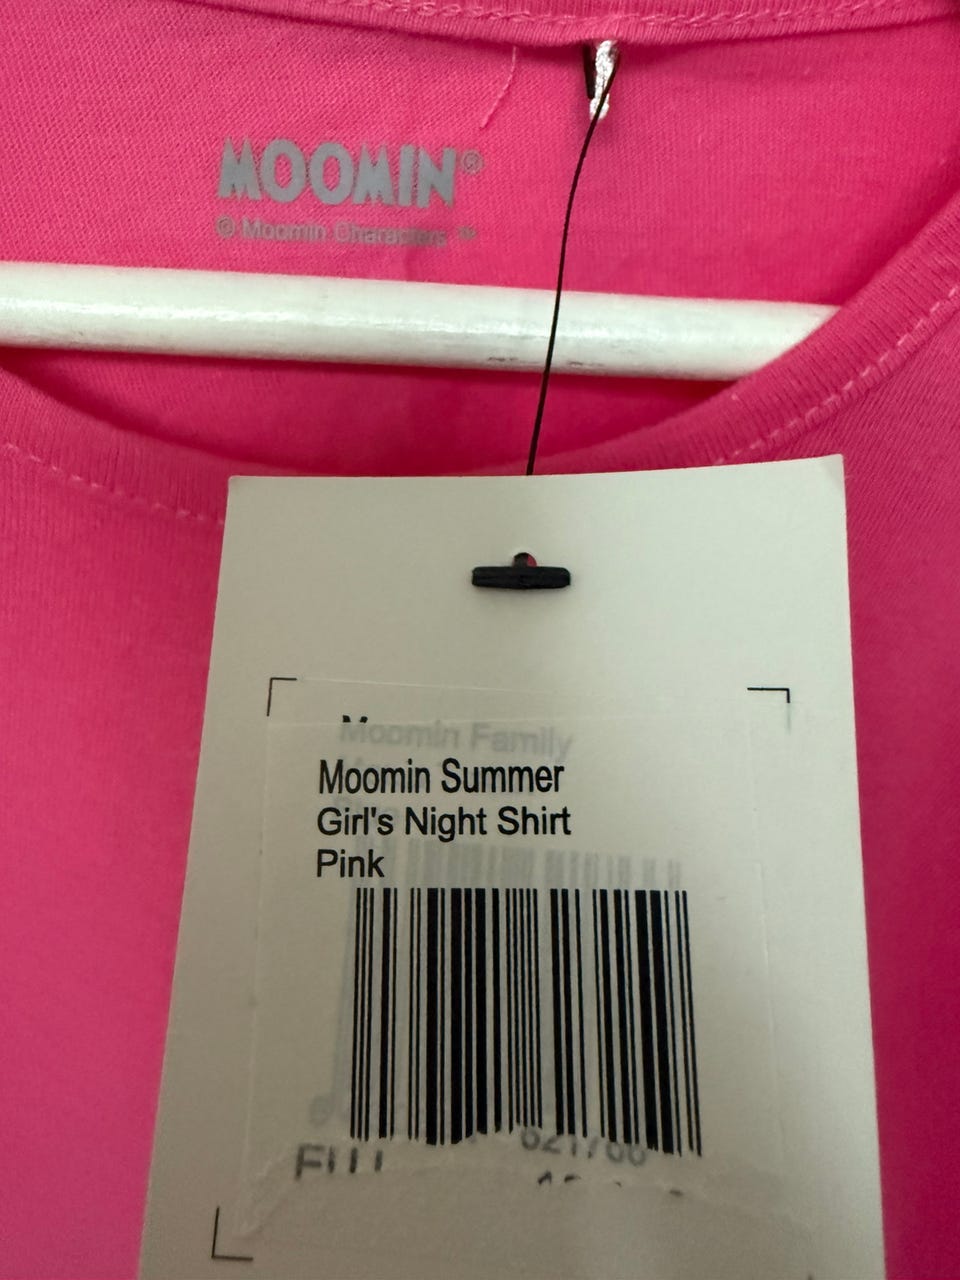 MOOMIN®
© Moomin Characters ™
Moomin Family
Moomin Summer
Girl's Night Shirt
Pink